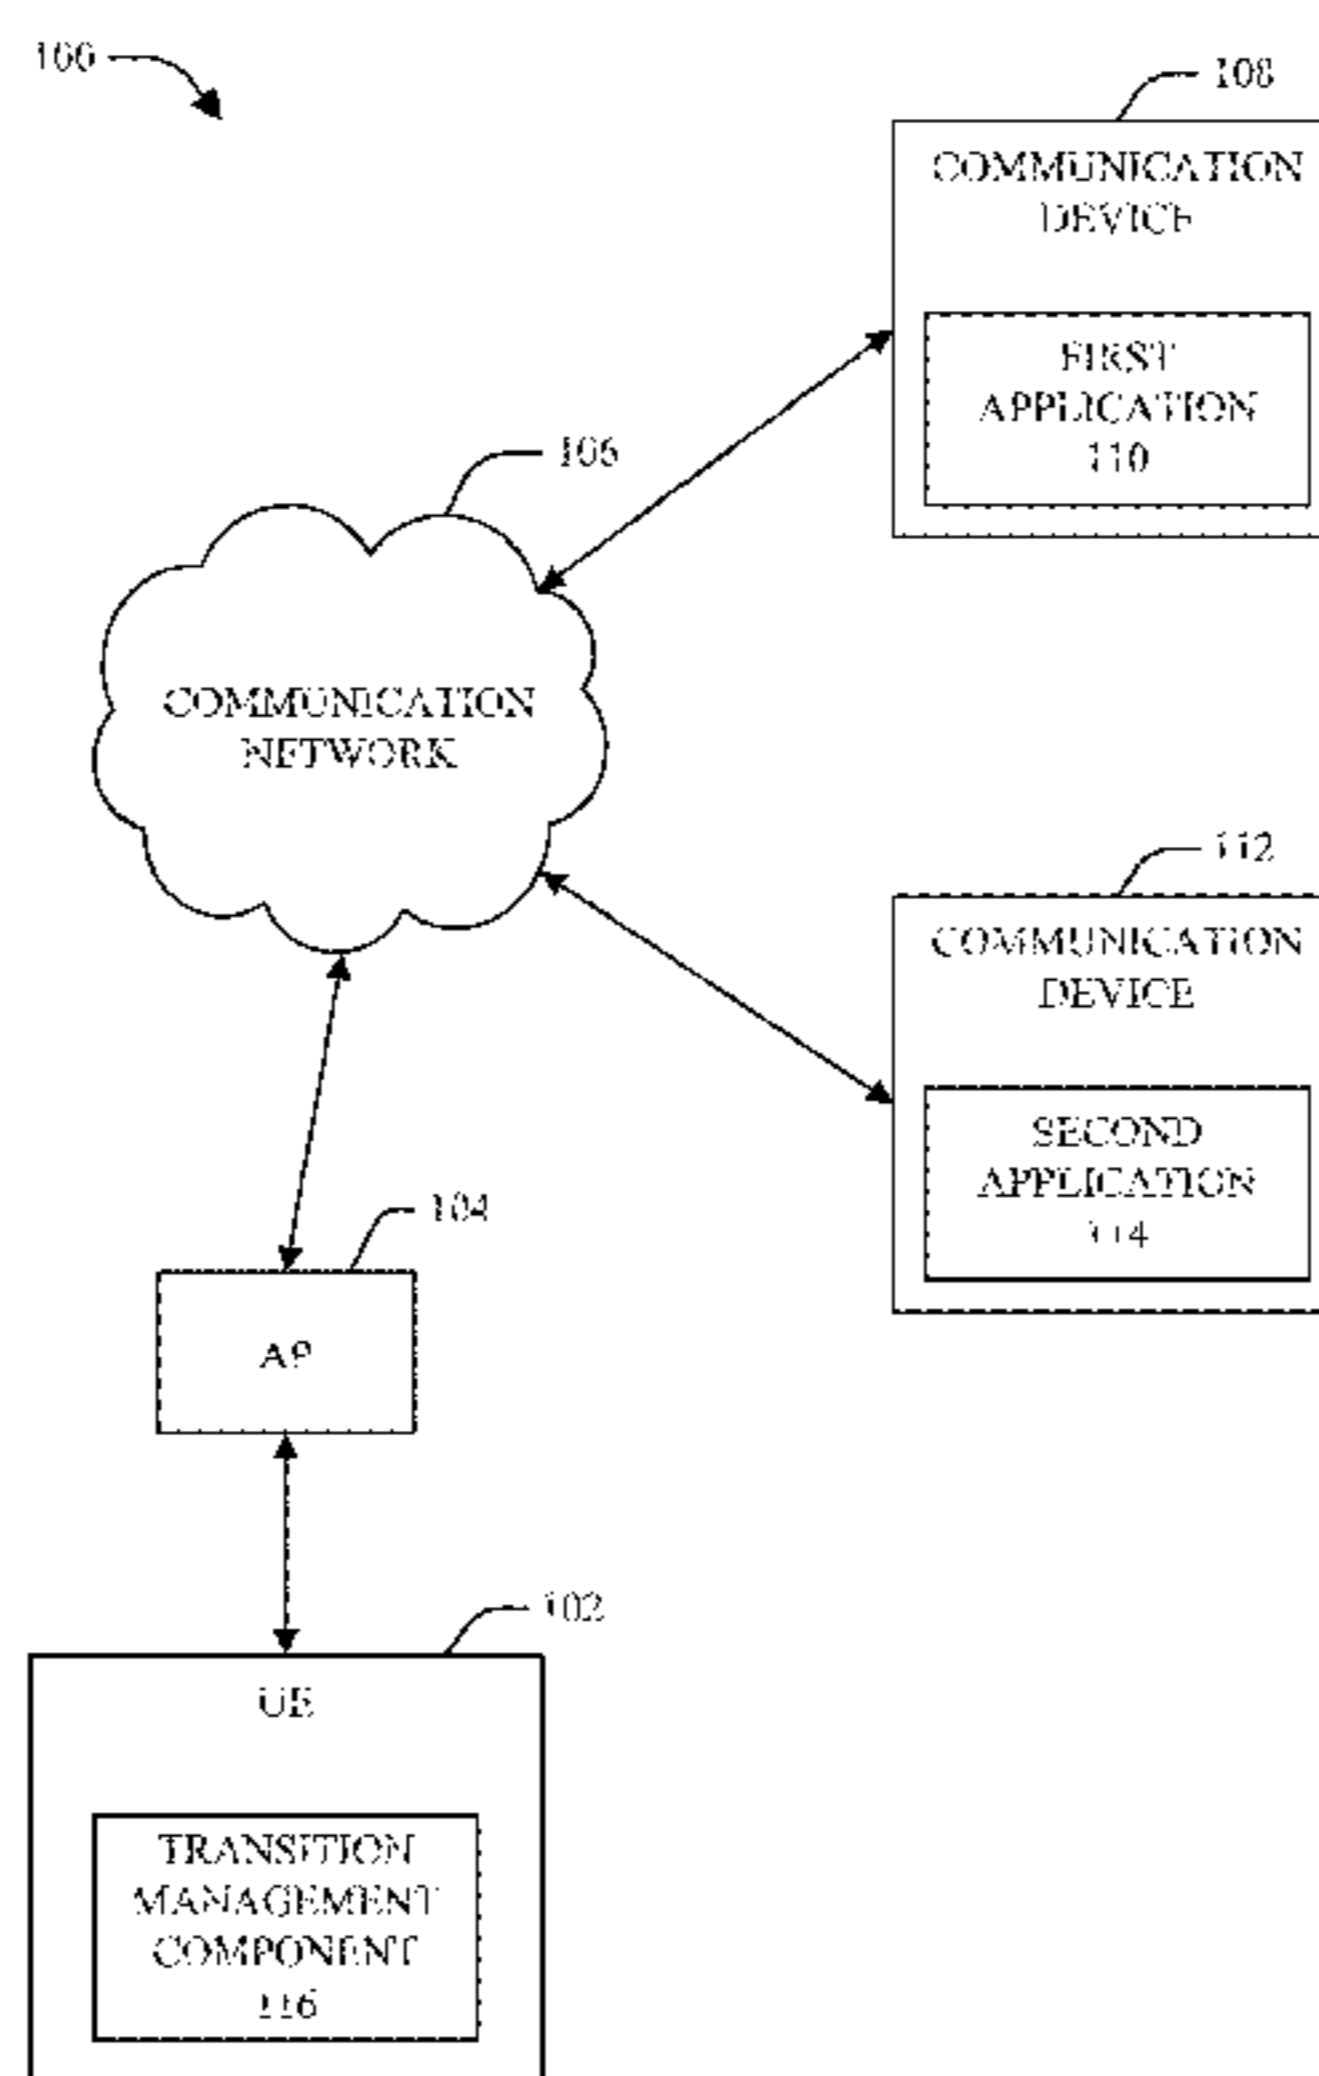 100
108
COMMUNICATION
DEVICE
FIRST
APPLICATION
110
106
COMMUNICATION
NETWORK
112
COMMUNICATION
DEVICE
SECOND
APPLICATION
114
104
AP
102
UE
TRANSITION
MANAGEMENT
COMPONENT
116